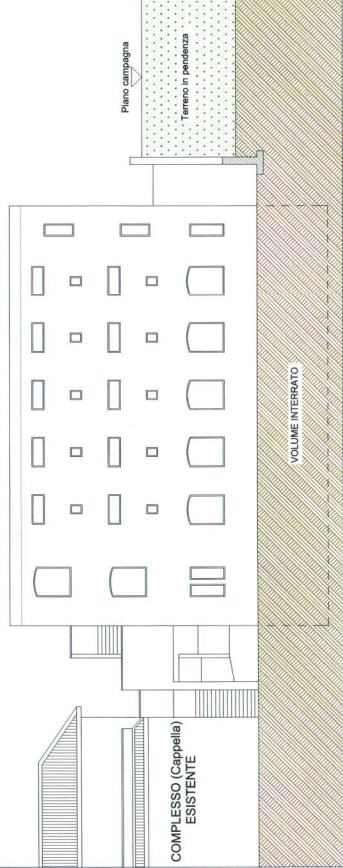 Piano campagna
Terreno in pendenza
VOLUME INTERRATO
COMPLESSO (Cappella)
ESISTENTE